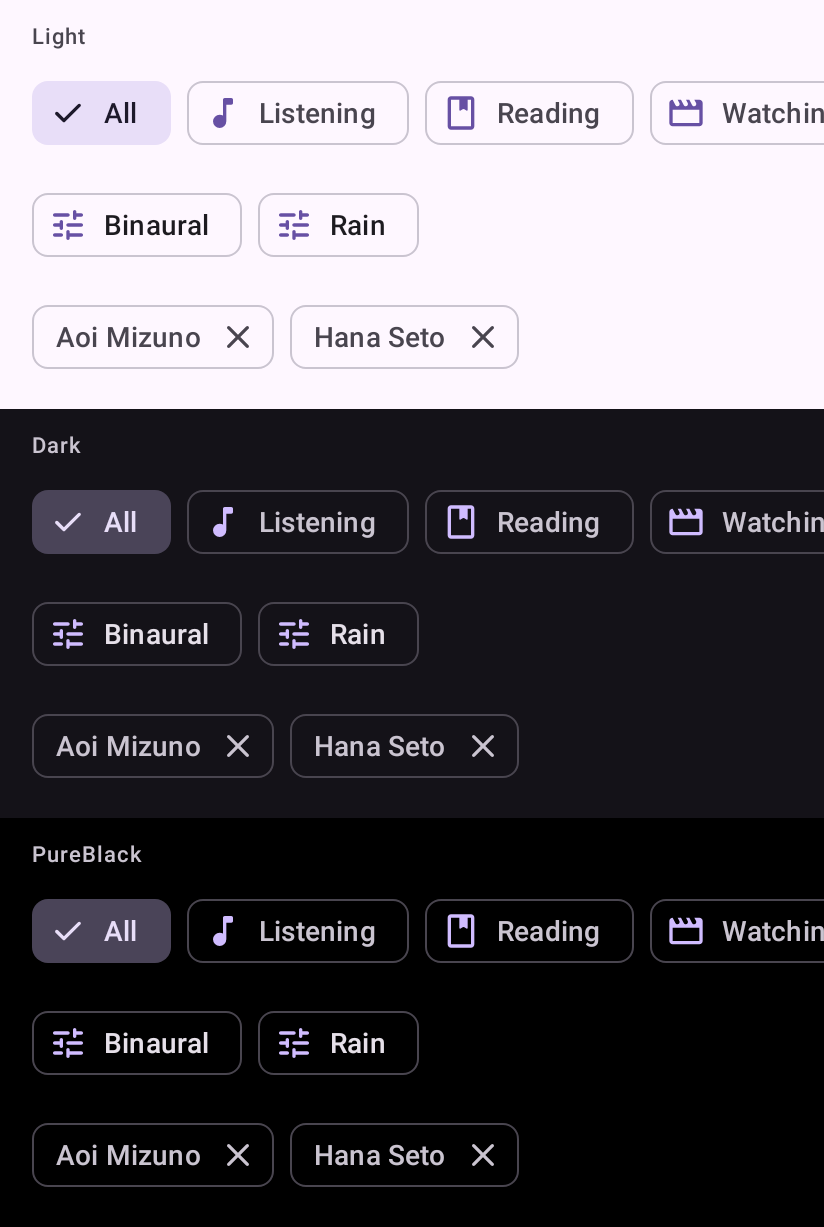 Light
All Listening Reading Watchin
Binaural Rain
Aoi Mizuno Hana Seto
Dark
All Listening Reading Watchin
Binaural Rain
Aoi Mizuno Hana Seto
PureBlack
All Listening Reading Watchin
Binaural Rain
Aoi Mizuno Hana Seto